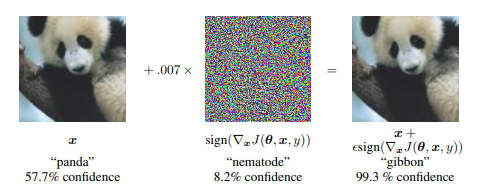 + .007 ×
=
x
“panda”
57.7% confidence
sign(∇ₓJ(θ, x, y))
“nematode”
8.2% confidence
x +
ϵsign(∇ₓJ(θ, x, y))
“gibbon”
99.3 % confidence